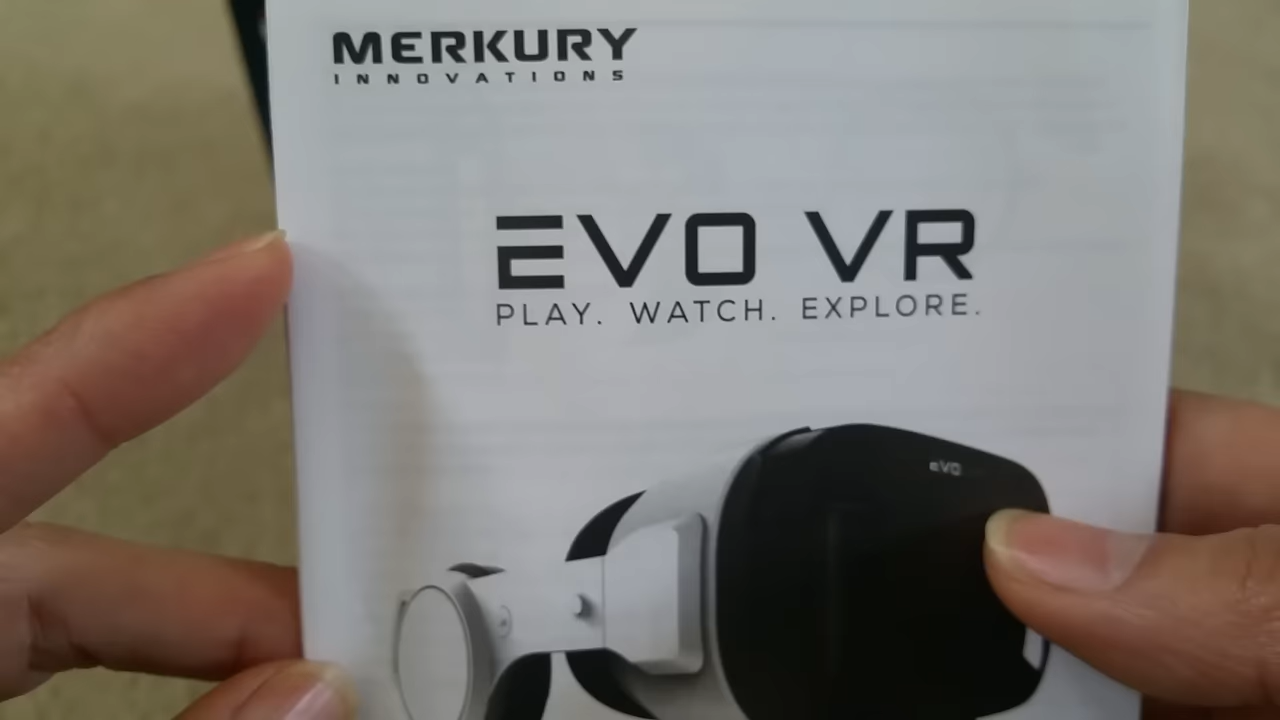 MERKURY
INNOVATIONS
EVO VR
PLAY. WATCH. EXPLORE.
eVO